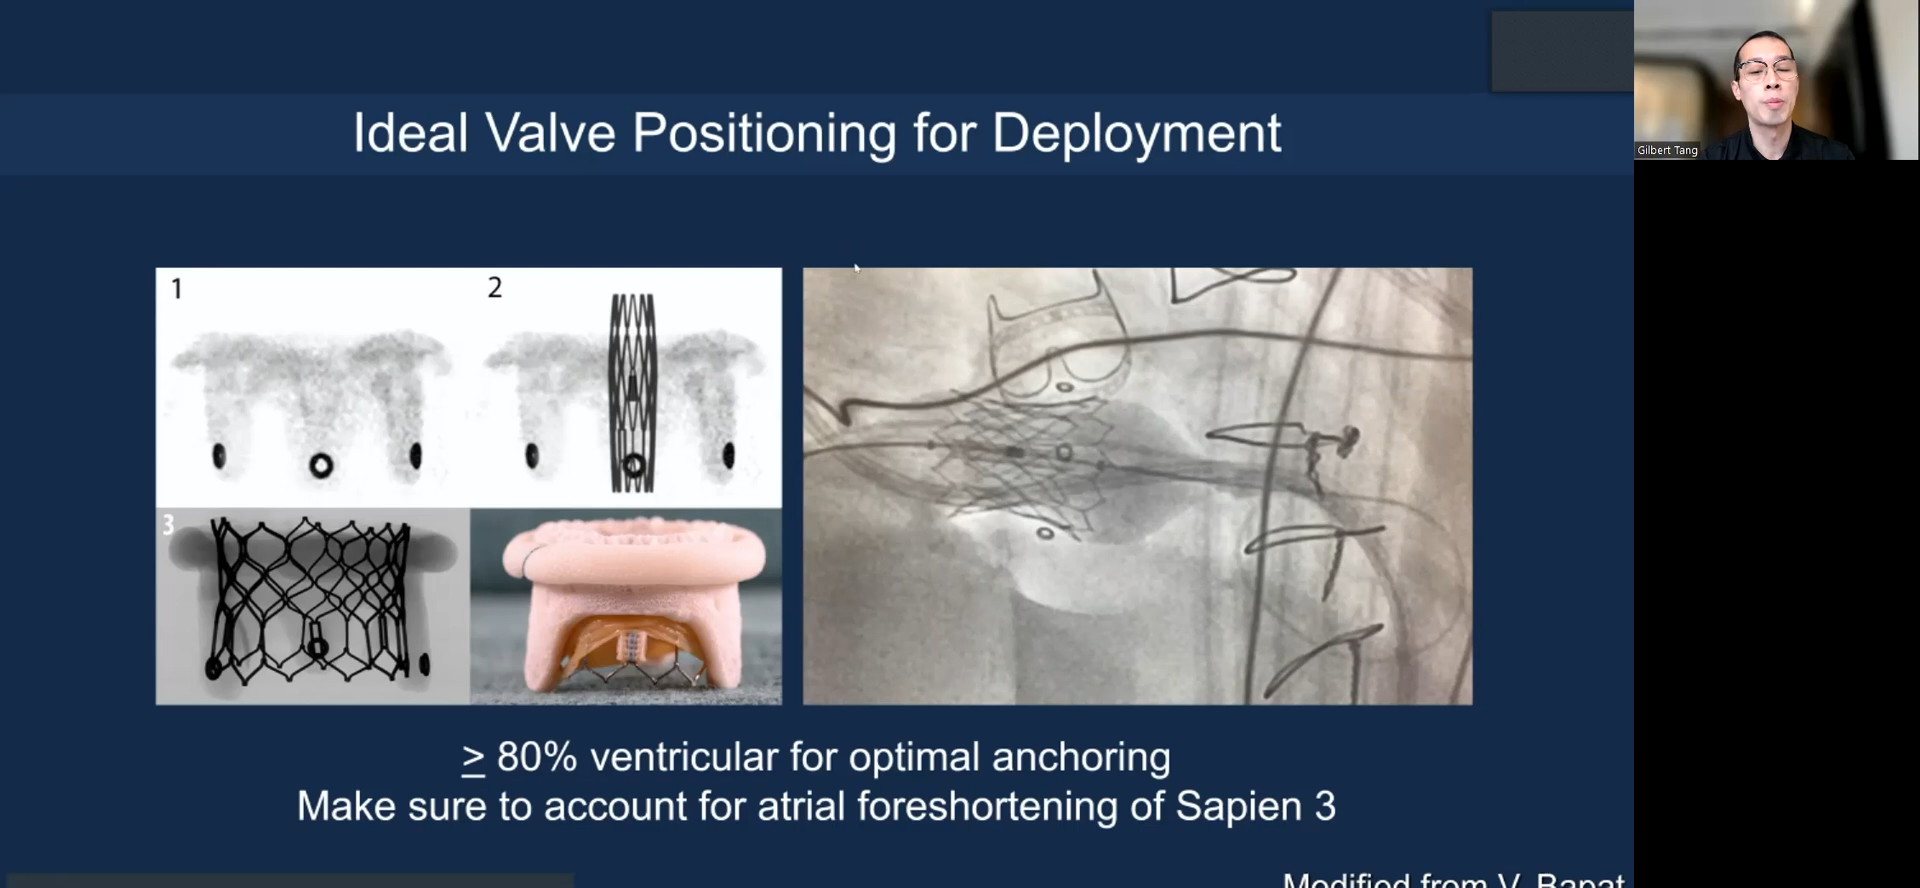 Ideal Valve Positioning for Deployment
Gilbert Tang
1
2
3
≥ 80% ventricular for optimal anchoring
Make sure to account for atrial foreshortening of Sapien 3
Modified from V. Bapat